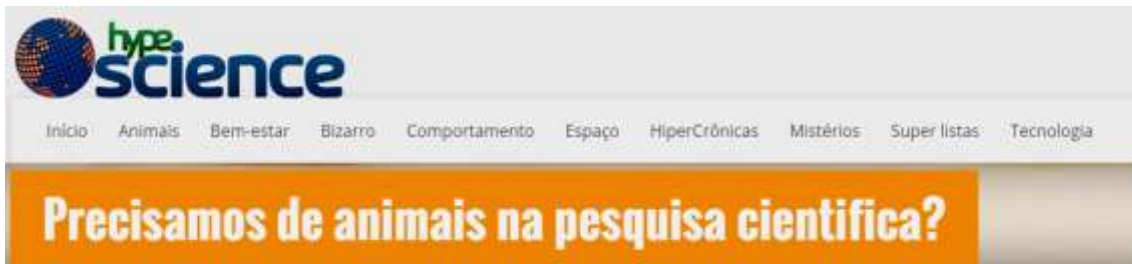 hype
science
Início Animais Bem-estar Bizarro Comportamento Espaço HiperCrônicas Mistérios Super listas Tecnologia
Precisamos de animais na pesquisa cientifica?